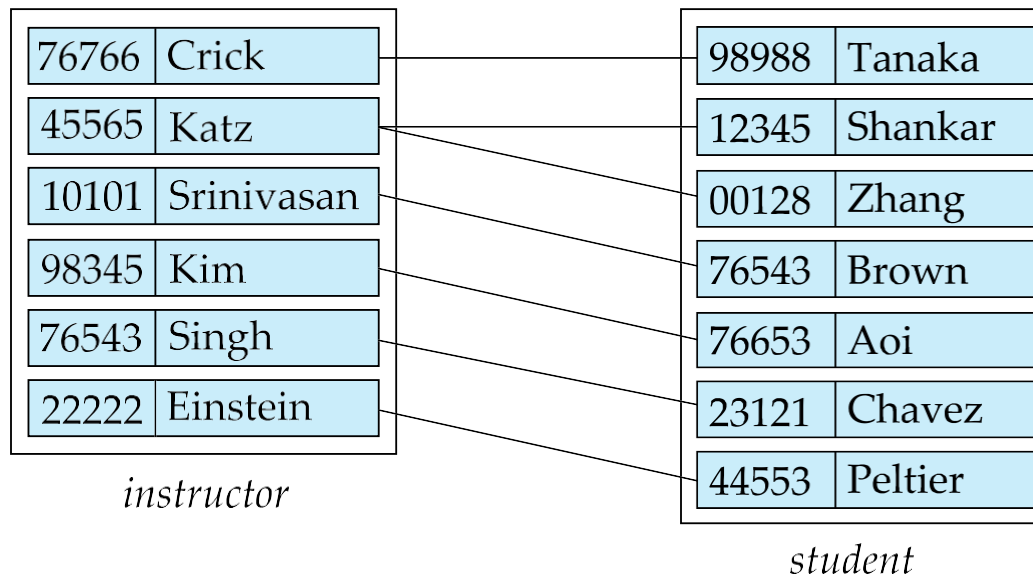 76766 Crick
45565 Katz
10101 Srinivasan
98345 Kim
76543 Singh
22222 Einstein
instructor
98988 Tanaka
12345 Shankar
00128 Zhang
76543 Brown
76653 Aoi
23121 Chavez
44553 Peltier
student